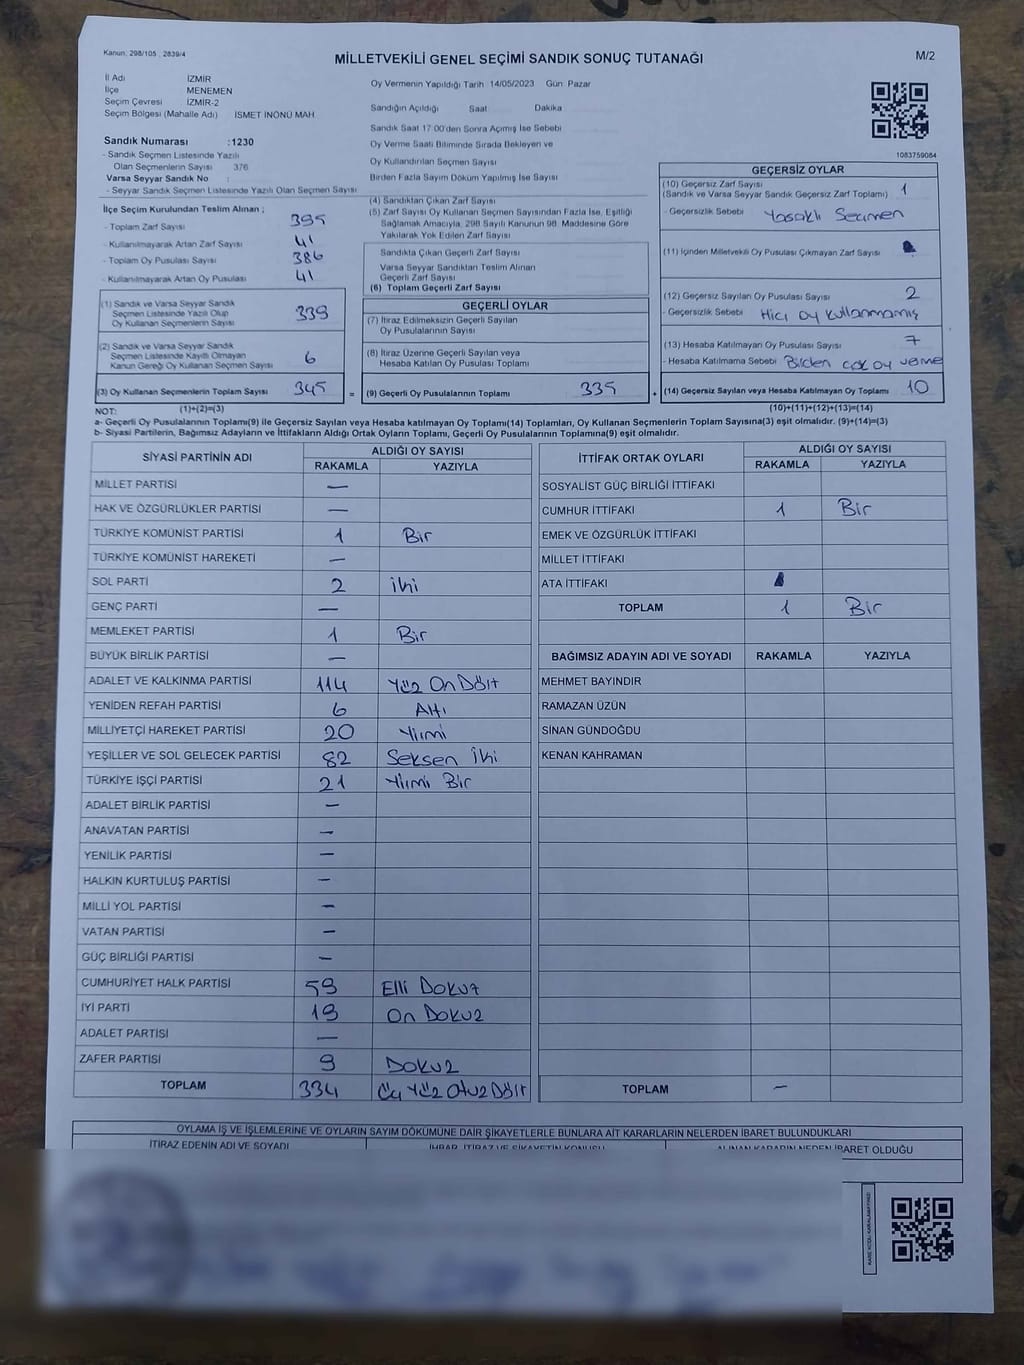 Kanun; 298/105 , 2839/4
MİLLETVEKİLİ GENEL SEÇİMİ SANDIK SONUÇ TUTANAĞI
M/2
İl Adı İZMİR
İlçe MENEMEN
Seçim Çevresi İZMİR-2
Seçim Bölgesi (Mahalle Adı) İSMET İNÖNÜ MAH
Sandık Numarası :1230
- Sandık Seçmen Listesinde Yazılı
Olan Seçmenlerin Sayısı 376
Varsa Seyyar Sandık No :
- Seyyar Sandık Seçmen Listesinde Yazılı Olan Seçmen Sayısı
İlçe Seçim Kurulundan Teslim Alınan ;
- Toplam Zarf Sayısı 395
- Kullanılmayarak Artan Zarf Sayısı 41
- Toplam Oy Pusulası Sayısı 386
- Kullanılmayarak Artan Oy Pusulası 41
(1) Sandık ve Varsa Seyyar Sandık
Seçmen Listesinde Yazılı Olup
Oy Kullanan Seçmenlerin Sayısı 339
(2) Sandık ve Varsa Seyyar Sandık
Seçmen Listesinde Kayıtlı Olmayan
Kanun Gereği Oy Kullanan Seçmen Sayısı 6
(3) Oy Kullanan Seçmenlerin Toplam Sayısı 345
Oy Vermenin Yapıldığı Tarih 14/05/2023 Gün Pazar
Sandığın Açıldığı Saat Dakika
Sandık Saat 17:00'den Sonra Açımış İse Sebebi
Oy Verme Saati Bitiminde Sırada Bekleyen ve
Oy Kullandırılan Seçmen Sayısı
Birden Fazla Sayım Döküm Yapılmış İse Sayısı
(4) Sandıktan Çıkan Zarf Sayısı
(5) Zarf Sayısı Oy Kullanan Seçmen Sayısından Fazla İse, Eşitliği
Sağlamak Amacıyla, 298 Sayılı Kanunun 98. Maddesine Göre
Yakılarak Yok Edilen Zarf Sayısı
Sandıkta Çıkan Geçerli Zarf Sayısı
Varsa Seyyar Sandıktan Teslim Alınan
Geçerli Zarf Sayısı
(6) Toplam Geçerli Zarf Sayısı
GEÇERLİ OYLAR
(7) İtiraz Edilmeksizin Geçerli Sayılan
Oy Pusulalarının Sayısı
(8) İtiraz Üzerine Geçerli Sayılan veya
Hesaba Katılan Oy Pusulası Toplamı
= (9) Geçerli Oy Pusulalarının Toplamı 335 +
1083759084
GEÇERSİZ OYLAR
(10) Geçersiz Zarf Sayısı 1
(Sandık ve Varsa Seyyar Sandık Geçersiz Zarf Toplamı)
- Geçersizlik Sebebi Yasaklı Seçmen
(11) İçinden Milletvekili Oy Pusulası Çıkmayan Zarf Sayısı
(12) Geçersiz Sayılan Oy Pusulası Sayısı 2
- Geçersizlik Sebebi Hiçi oy kullanmamış
(13) Hesaba Katılmayan Oy Pusulası Sayısı 7
- Hesaba Katılmama Sebebi Birden çok oy verme
(14) Geçersiz Sayılan veya Hesaba Katılmayan Oy Toplamı 10
NOT: (1)+(2)=(3) (10)+(11)+(12)+(13)=(14)
a- Geçerli Oy Pusulalarının Toplamı(9) ile Geçersiz Sayılan veya Hesaba katılmayan Oy Toplamı(14) Toplamları, Oy Kullanan Seçmenlerin Toplam Sayısına(3) eşit olmalıdır. (9)+(14)=(3)
b- Siyasi Partilerin, Bağımsız Adayların ve İttifakların Aldığı Ortak Oyların Toplamı, Geçerli Oy Pusulalarının Toplamına(9) eşit olmalıdır.
SİYASİ PARTİNİN ADI ALDIĞI OY SAYISI
RAKAMLA YAZIYLA
MİLLET PARTİSİ —
HAK VE ÖZGÜRLÜKLER PARTİSİ —
TÜRKİYE KOMÜNİST PARTİSİ 1 Bir
TÜRKİYE KOMÜNİST HAREKETİ —
SOL PARTİ 2 iki
GENÇ PARTİ —
MEMLEKET PARTİSİ 1 Bir
BÜYÜK BİRLİK PARTİSİ —
ADALET VE KALKINMA PARTİSİ 114 Yüz On Dört
YENİDEN REFAH PARTİSİ 6 Altı
MİLLİYETÇİ HAREKET PARTİSİ 20 Yirmi
YEŞİLLER VE SOL GELECEK PARTİSİ 82 Seksen İki
TÜRKİYE İŞÇİ PARTİSİ 21 Yirmi Bir
ADALET BİRLİK PARTİSİ —
ANAVATAN PARTİSİ —
YENİLİK PARTİSİ —
HALKIN KURTULUŞ PARTİSİ —
MİLLİ YOL PARTİSİ —
VATAN PARTİSİ —
GÜÇ BİRLİĞİ PARTİSİ —
CUMHURİYET HALK PARTİSİ 59 Elli Dokuz
İYİ PARTİ 19 On Dokuz
ADALET PARTİSİ —
ZAFER PARTİSİ 9 Dokuz
TOPLAM 334 Üç Yüz Otuz Dört
İTTİFAK ORTAK OYLARI ALDIĞI OY SAYISI
RAKAMLA YAZIYLA
SOSYALİST GÜÇ BİRLİĞİ İTTİFAKI
CUMHUR İTTİFAKI 1 Bir
EMEK VE ÖZGÜRLÜK İTTİFAKI
MİLLET İTTİFAKI
ATA İTTİFAKI
TOPLAM 1 Bir
BAĞIMSIZ ADAYIN ADI VE SOYADI RAKAMLA YAZIYLA
MEHMET BAYINDIR
RAMAZAN ÜZÜN
SİNAN GÜNDOĞDU
KENAN KAHRAMAN
TOPLAM —
OYLAMA İŞ VE İŞLEMLERİNE VE OYLARIN SAYIM DÖKÜMÜNE DAİR ŞİKAYETLERLE BUNLARA AİT KARARLARIN NELERDEN İBARET BULUNDUKLARI
İTİRAZ EDENİN ADI VE SOYADI İHBAR, İTİRAZ VE ŞİKAYETİN KONUSU ALINAN KARARIN NEDEN İBARET OLDUĞU
KARE KODU KARALAMAYINIZ!